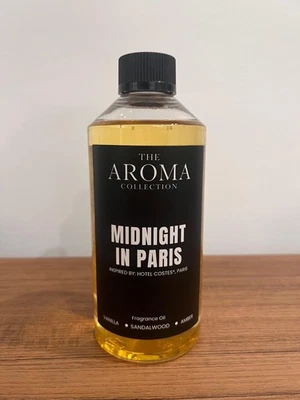 THE
AROMA
COLLECTION
MIDNIGHT
IN PARIS
INSPIRED BY: HOTEL COSTES®, PARIS
Fragrance Oil
VANILLA • SANDALWOOD • AMBER